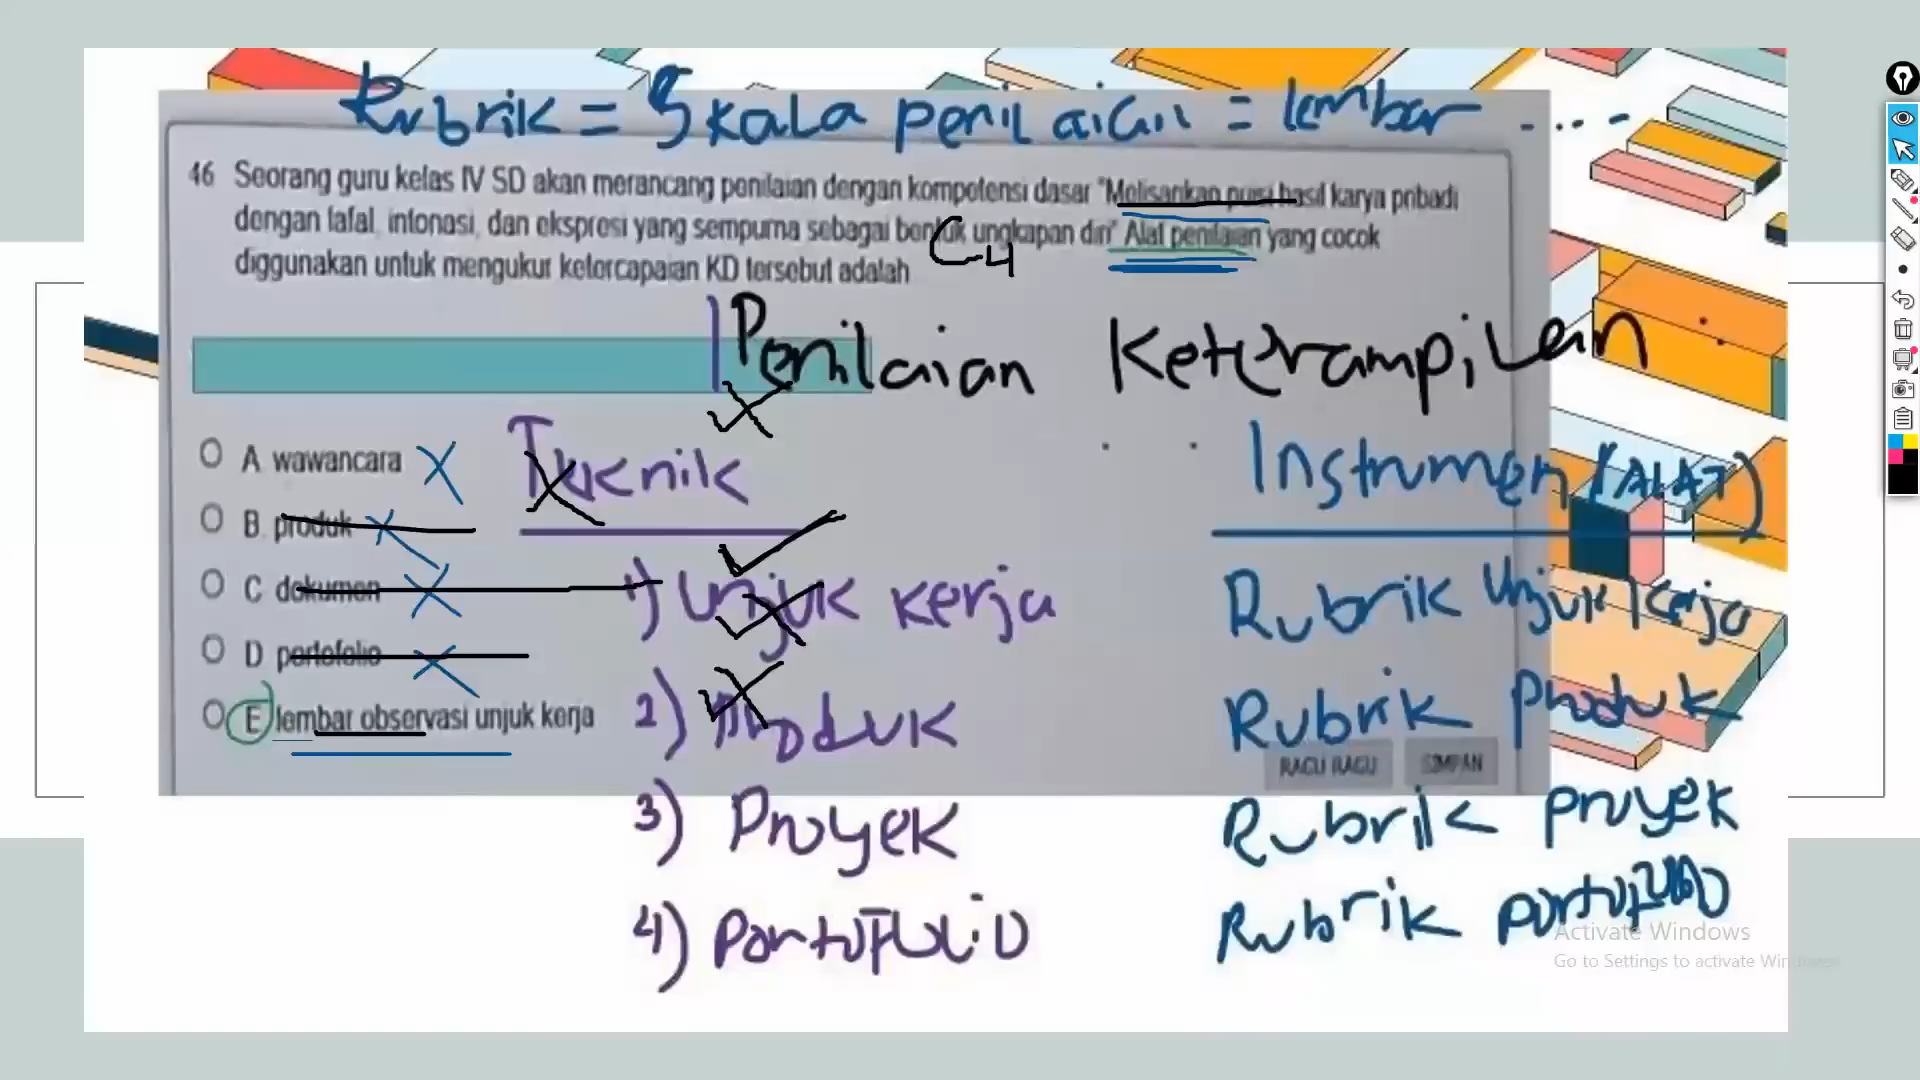 Rubrik = Skala penilaian = lembar ....
46 Seorang guru kelas IV SD akan merancang penilaian dengan kompetensi dasar "Melisankan puisi hasil karya pribadi
dengan lafal, intonasi, dan ekspresi yang sempurna sebagai bentuk ungkapan diri" Alat penilaian yang cocok
diggunakan untuk mengukur ketercapaian KD tersebut adalah
C4
Penilaian Keterampilan
Teknik
Instrumen (ALAT)
A wawancara
B. produk
C dokumen
D portofolio
E lembar observasi unjuk kerja
1) Unjuk kerja
Rubrik Unjuk kerja
2) Produk
Rubrik produk
RAGU RAGU
SIMPAN
3) Proyek
Rubrik proyek
4) Portofolio
Rubrik portofolio
Activate Windows
Go to Settings to activate Windows